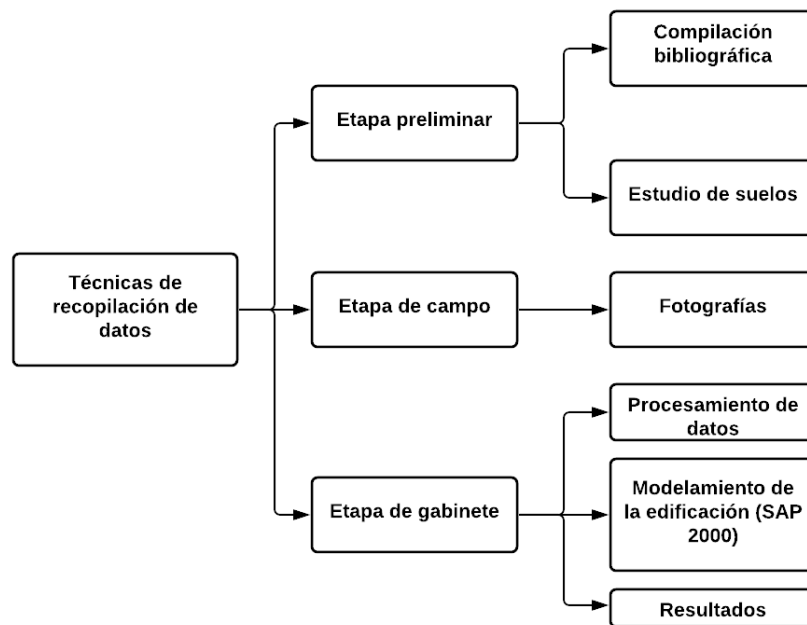 Técnicas de
recopilación de
datos
Etapa preliminar
Compilación
bibliográfica
Estudio de suelos
Etapa de campo
Fotografías
Etapa de gabinete
Procesamiento de
datos
Modelamiento de
la edificación (SAP
2000)
Resultados